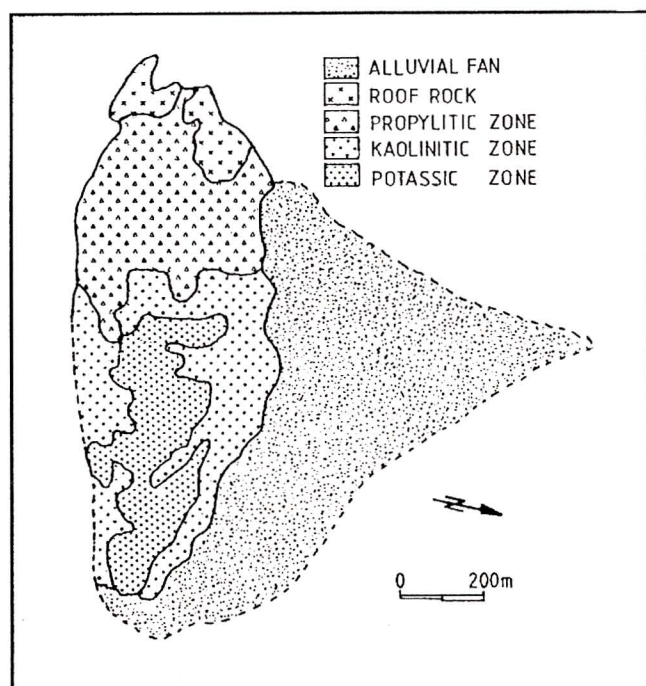 ALLUVIAL FAN
ROOF ROCK
PROPYLITIC ZONE
KAOLINITIC ZONE
POTASSIC ZONE
0 200m